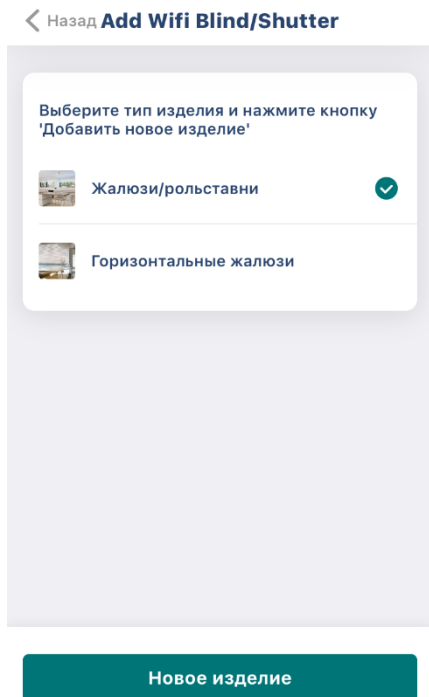 Назад Add Wifi Blind/Shutter
Выберите тип изделия и нажмите кнопку
'Добавить новое изделие'
Жалюзи/рольставни
Горизонтальные жалюзи
Новое изделие